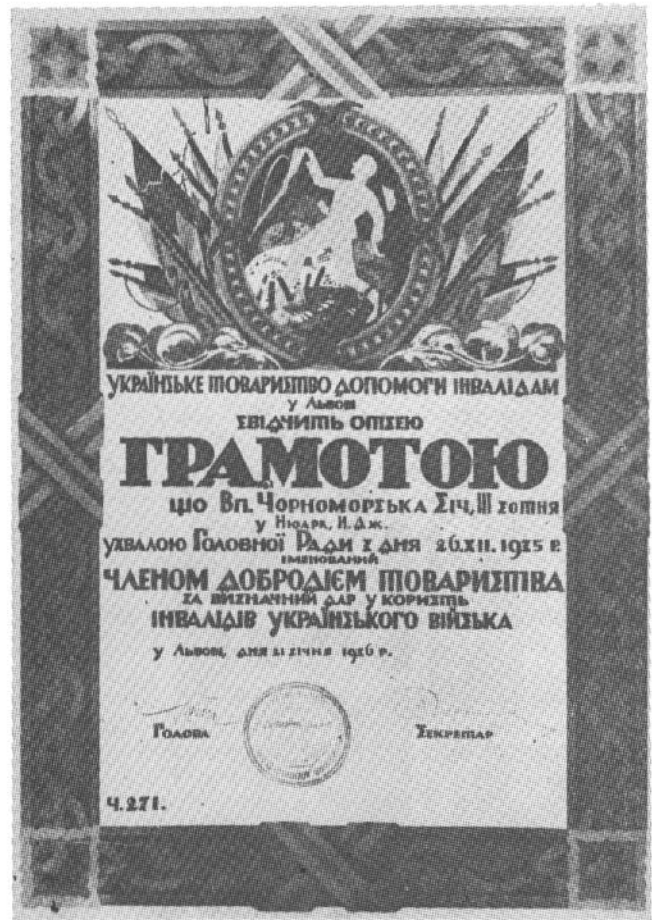 УКРАЇНСЬКЕ ТОВАРИСТВО ДОПОМОГИ ІНВАЛІДАМ
у Львові
СВІДЧИТЬ ОТСЕЮ
ГРАМОТОЮ
що Вп. Чорноморська Січ, III сотня
у Нюарк, Н. Дж.
ухвалою Головної Ради з дня 26.XII. 1925 р.
іменований
ЧЛЕНОМ ДОБРОДІЄМ ТОВАРИСТВА
за визначний дар у користь
ІНВАЛІДІВ УКРАЇНСЬКОГО ВІЙСЬКА
у Львові, дня 21 січня 1926 р.
Голова
Секретар
Ч. 271.